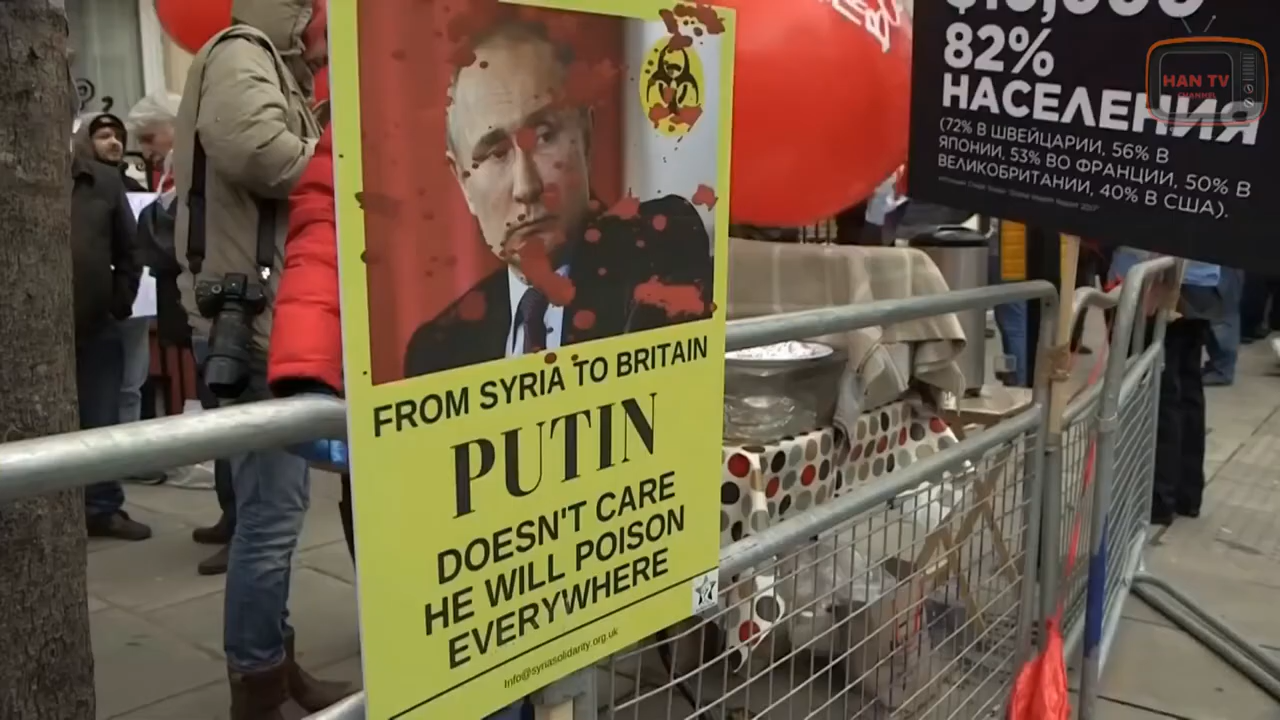 FROM SYRIA TO BRITAIN
PUTIN
DOESN'T CARE
HE WILL POISON
EVERYWHERE
Info@syriasolidarity.org.uk
82%
НАСЕЛЕНИЯ
(72% В ШВЕЙЦАРИИ, 56% В
ЯПОНИИ, 53% ВО ФРАНЦИИ, 50% В
ВЕЛИКОБРИТАНИИ, 40% В США).
HAN TV
CHANNEL